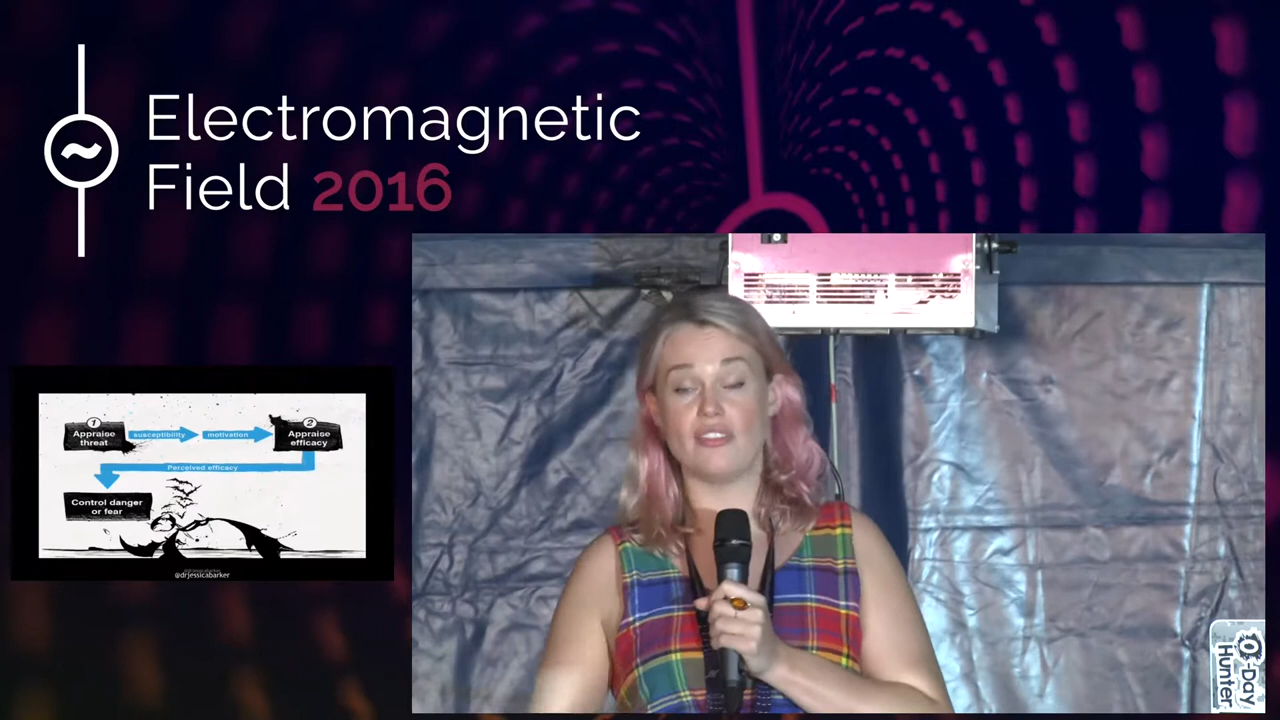 Electromagnetic
Field 2016
1
Appraise
threat
susceptibility
motivation
2
Appraise
efficacy
Perceived efficacy
Control danger
or fear
@drjessicabarker
@drjessicabarker
0-Day
Hunter